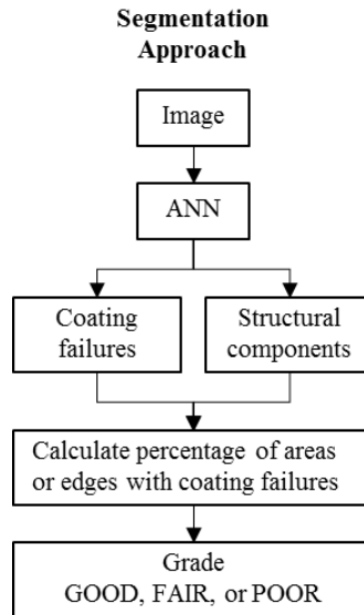 Segmentation
Approach
Image
ANN
Coating
failures
Structural
components
Calculate percentage of areas
or edges with coating failures
Grade
GOOD, FAIR, or POOR